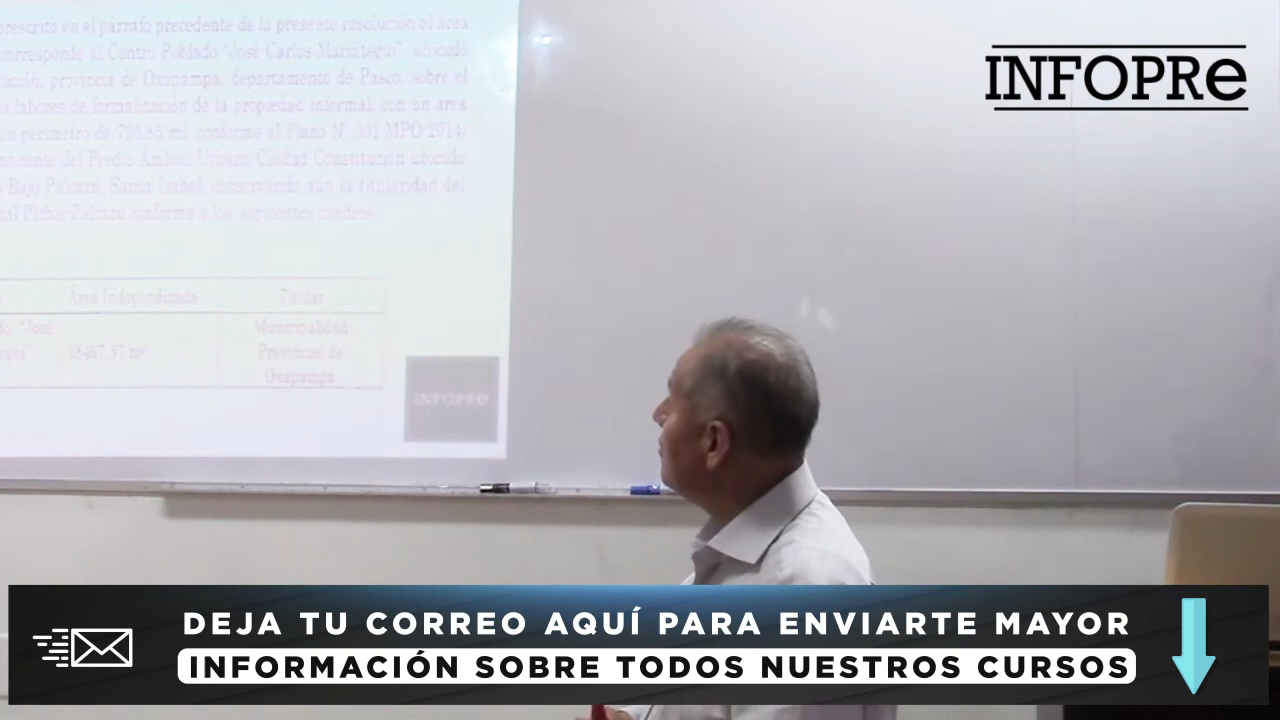 prescrito en el párrafo precedente de la presente resolución el área
corresponde al Centro Poblado "José Carlos Mariategui", ubicado
provincia de Oxapampa, departamento de Pasco, sobre el
labores de formalización de la propiedad informal, con un área
un perímetro de 796.85 ml. conforme al Plano N° 001 MPO-2014-
del Predio Ámbito Urbano Ciudad Constitución ubicado
Bajo Palcazu, Santa Isabel, conservando aún la titularidad del
Pichis-Palcazu conforme a los siguientes cuadros
Área Independizada
Titular
"José
Municipalidad
Provincial de
Oxapampa
INFOPRe
INFOPRe
DEJA TU CORREO AQUÍ PARA ENVIARTE MAYOR
INFORMACIÓN SOBRE TODOS NUESTROS CURSOS